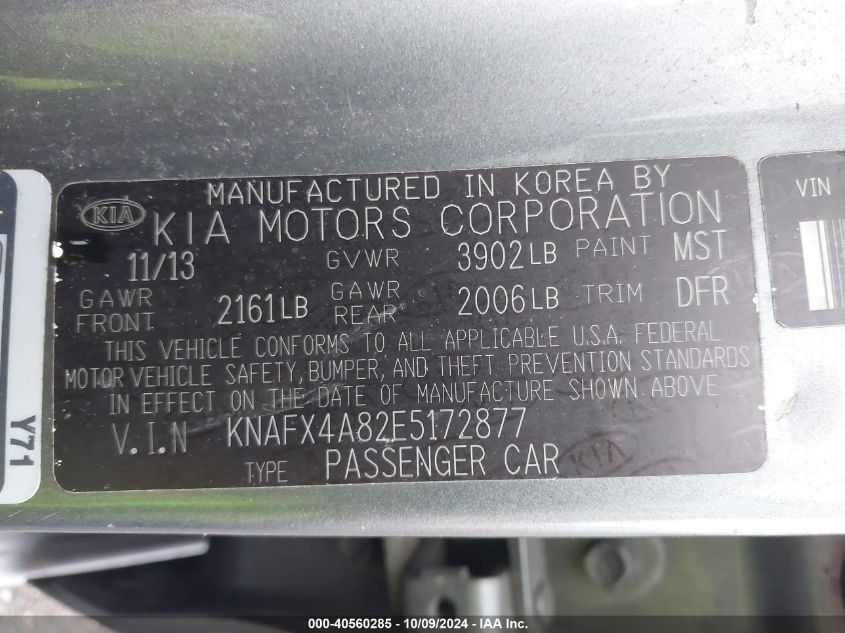 MANUFACTURED IN KOREA BY
KIA KIA MOTORS CORPORATION
11/13 GVWR 3902LB PAINT MST
GAWR FRONT 2161LB GAWR REAR 2006LB TRIM DFR
THIS VEHICLE CONFORMS TO ALL APPLICABLE U.S.A. FEDERAL
MOTOR VEHICLE SAFETY, BUMPER, AND THEFT PREVENTION STANDARDS
IN EFFECT ON THE DATE OF MANUFACTURE SHOWN ABOVE
V.I.N KNAFX4A82E5172877
TYPE PASSENGER CAR
KIA
Y71
VIN
000-40560285 - 10/09/2024 - Copyright © 2024 IAA, Inc.